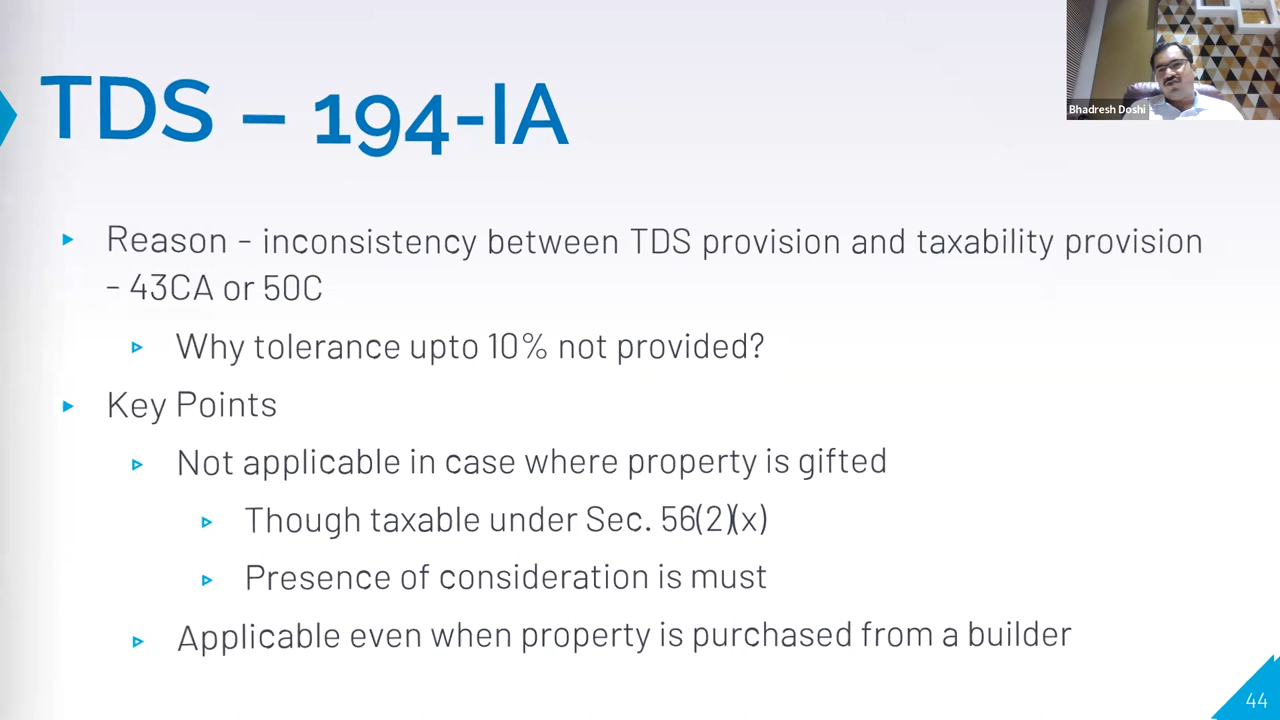 TDS – 194-IA
Bhadresh Doshi
Reason - inconsistency between TDS provision and taxability provision
- 43CA or 50C
Why tolerance upto 10% not provided?
Key Points
Not applicable in case where property is gifted
Though taxable under Sec. 56(2)(x)
Presence of consideration is must
Applicable even when property is purchased from a builder
44